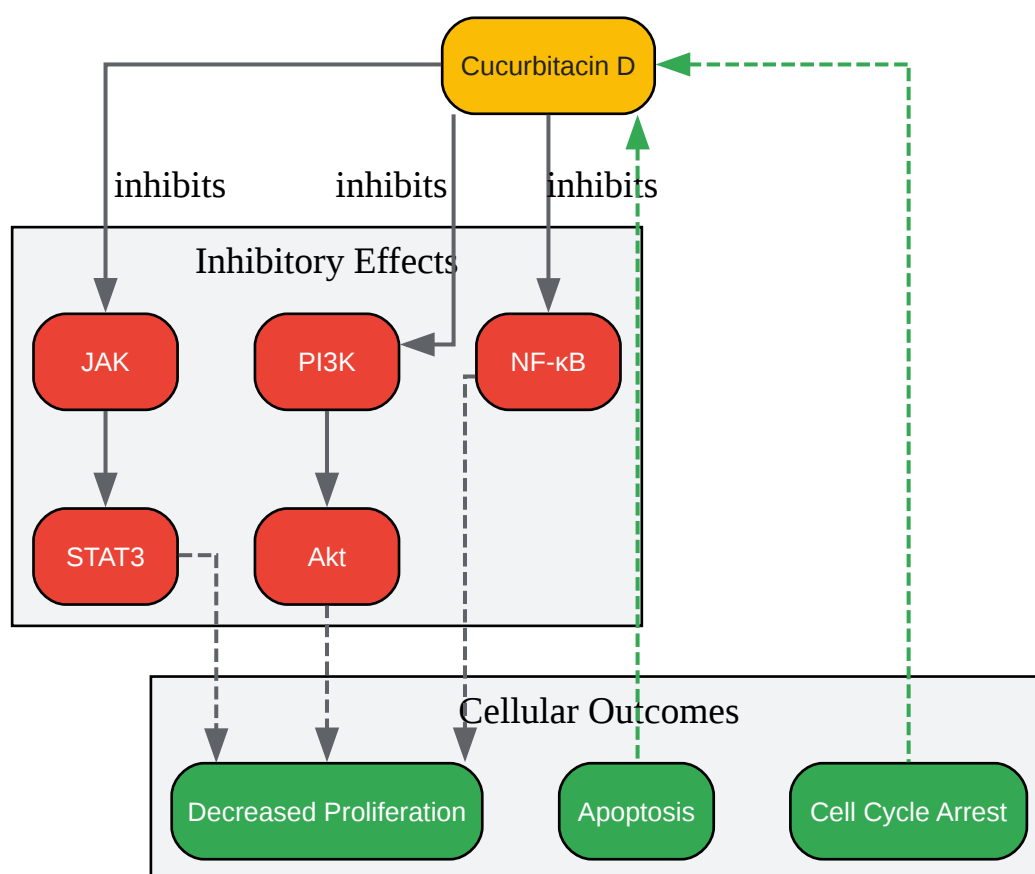 Cucurbitacin D
inhibits
inhibits
inhibits
Inhibitory Effects
JAK
PI3K
NF-κB
STAT3
Akt
Cellular Outcomes
Decreased Proliferation
Apoptosis
Cell Cycle Arrest